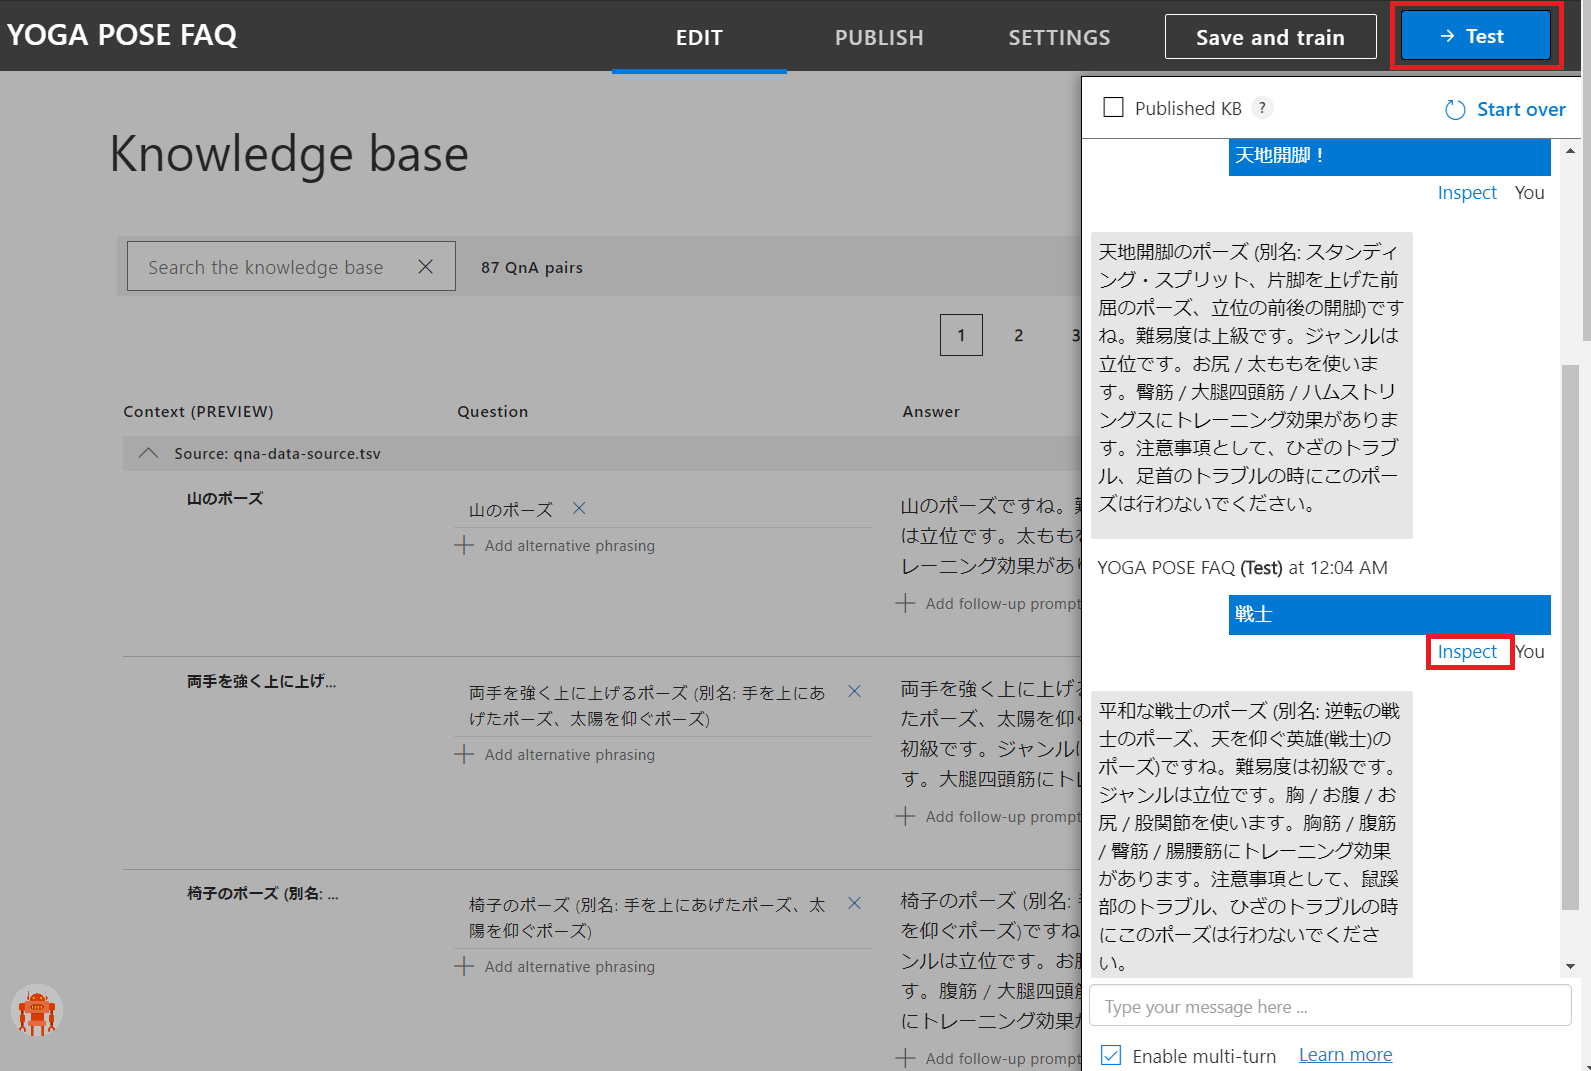 YOGA POSE FAQ
EDIT
PUBLISH
SETTINGS
Save and train
→ Test
Knowledge base
Search the knowledge base
87 QnA pairs
1
2
3
Context (PREVIEW)
Question
Answer
Source: qna-data-source.tsv
山のポーズ
山のポーズ
Add alternative phrasing
山のポーズですね。
は立位です。太ももを
レーニング効果があり
Add follow-up prompt
両手を強く上に上げ...
両手を強く上に上げるポーズ (別名: 手を上にあ
げたポーズ、太陽を仰ぐポーズ)
Add alternative phrasing
両手を強く上に上げる
たポーズ、太陽を仰ぐ
初級です。ジャンルは
す。大腿四頭筋にト
Add follow-up prompt
椅子のポーズ (別名: ...
椅子のポーズ (別名: 手を上にあげたポーズ、太
陽を仰ぐポーズ)
Add alternative phrasing
椅子のポーズ (別名:
を仰ぐポーズ)ですね
ンルは立位です。お
す。腹筋 / 大腿四頭
にトレーニング効果が
Add follow-up prompt
Published KB ?
Start over
天地開脚！
Inspect You
天地開脚のポーズ (別名: スタンディ
ング・スプリット、片脚を上げた前
屈のポーズ、立位の前後の開脚)です
ね。難易度は上級です。ジャンルは
立位です。お尻 / 太ももを使いま
す。臀筋 / 大腿四頭筋 / ハムストリ
ングスにトレーニング効果がありま
す。注意事項として、ひざのトラブ
ル、足首のトラブルの時にこのポー
ズは行わないでください。
YOGA POSE FAQ (Test) at 12:04 AM
戦士
Inspect You
平和な戦士のポーズ (別名: 逆転の戦
士のポーズ、天を仰ぐ英雄(戦士)の
ポーズ)ですね。難易度は初級です。
ジャンルは立位です。胸 / お腹 / お
尻 / 股関節を使います。胸筋 / 腹筋
/ 臀筋 / 腸腰筋にトレーニング効果
があります。注意事項として、鼠蹊
部のトラブル、ひざのトラブルの時
にこのポーズは行わないでくださ
い。
Type your message here ...
Enable multi-turn
Learn more